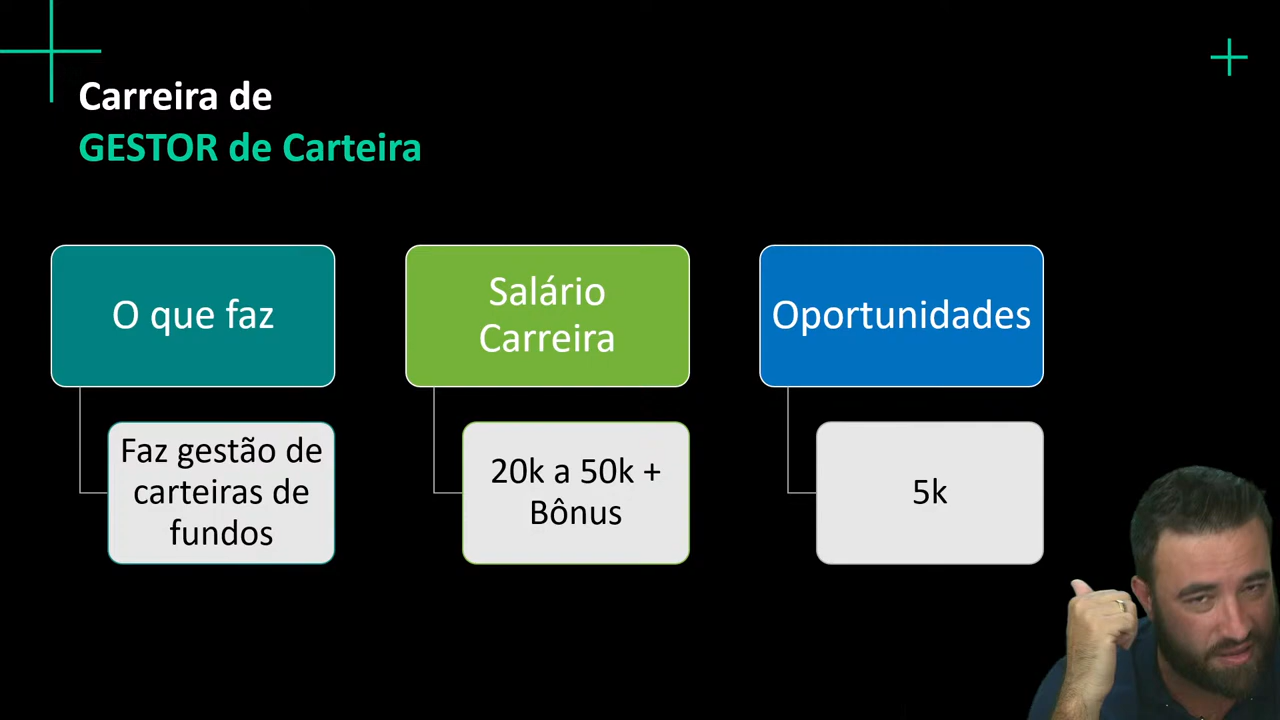 Carreira de
GESTOR de Carteira
O que faz
Faz gestão de
carteiras de
fundos
Salário
Carreira
20k a 50k +
Bônus
Oportunidades
5k